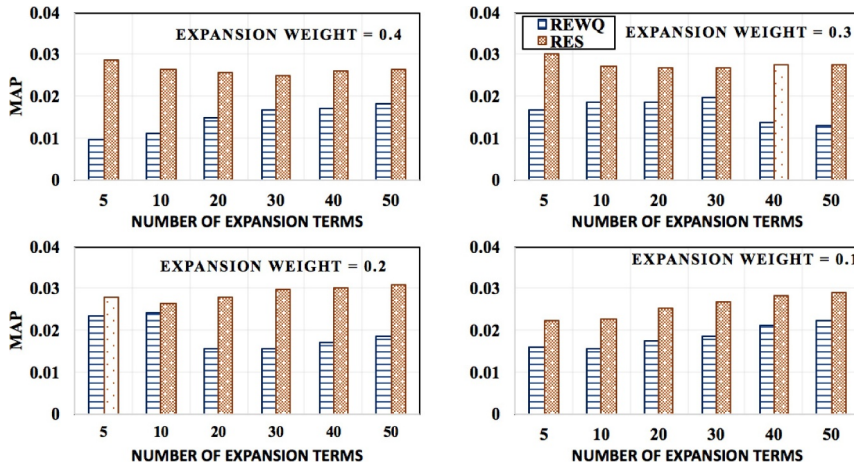 EXPANSION WEIGHT = 0.4
MAP
0.04
0.03
0.02
0.01
0
5 10 20 30 40 50
NUMBER OF EXPANSION TERMS
REWQ
RES
EXPANSION WEIGHT = 0.3
0.04
0.03
0.02
0.01
0
5 10 20 30 40 50
NUMBER OF EXPANSION TERMS
EXPANSION WEIGHT = 0.2
MAP
0.04
0.03
0.02
0.01
0
5 10 20 30 40 50
NUMBER OF EXPANSION TERMS
EXPANSION WEIGHT = 0.1
0.04
0.03
0.02
0.01
0
5 10 20 30 40 50
NUMBER OF EXPANSION TERMS